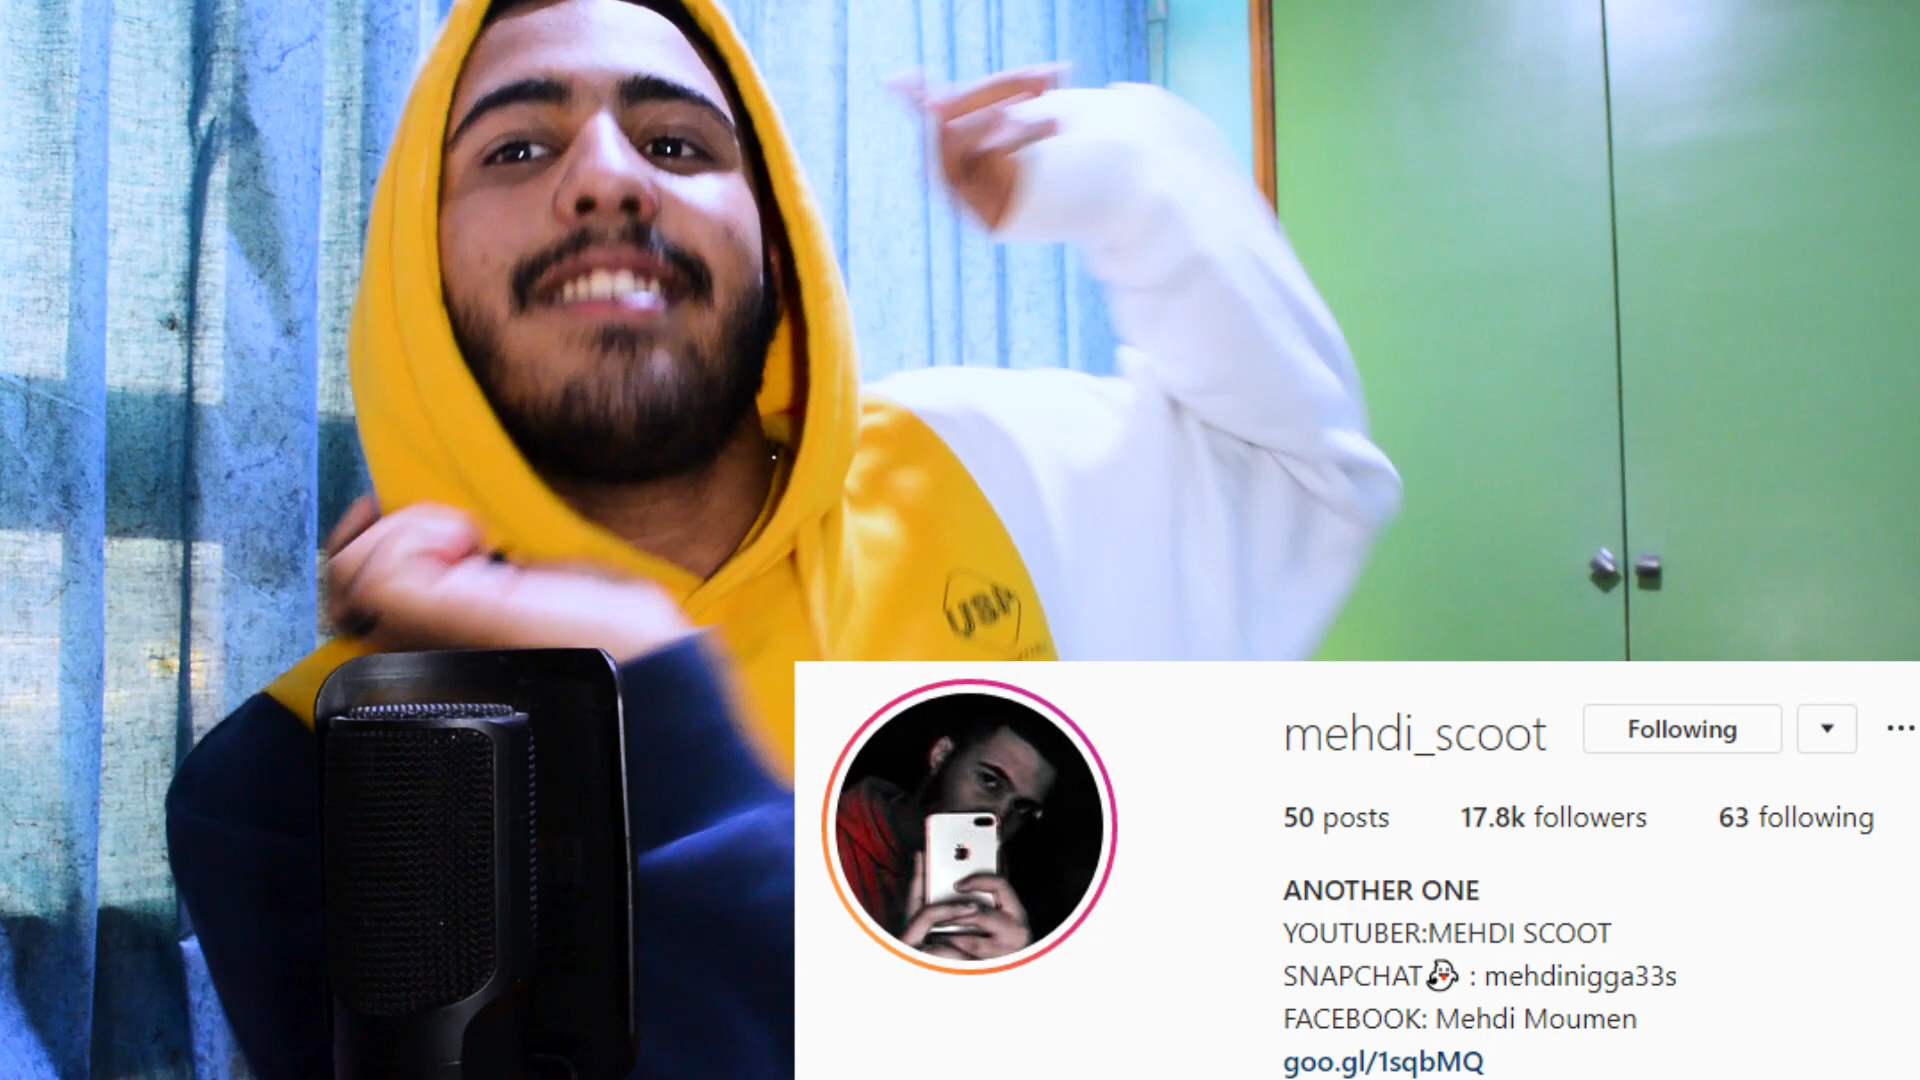 USA
mehdi_scoot Following
50 posts 17.8k followers 63 following
ANOTHER ONE
YOUTUBER:MEHDI SCOOT
SNAPCHAT👻 : mehdinigga33s
FACEBOOK: Mehdi Moumen
goo.gl/1sqbMQ